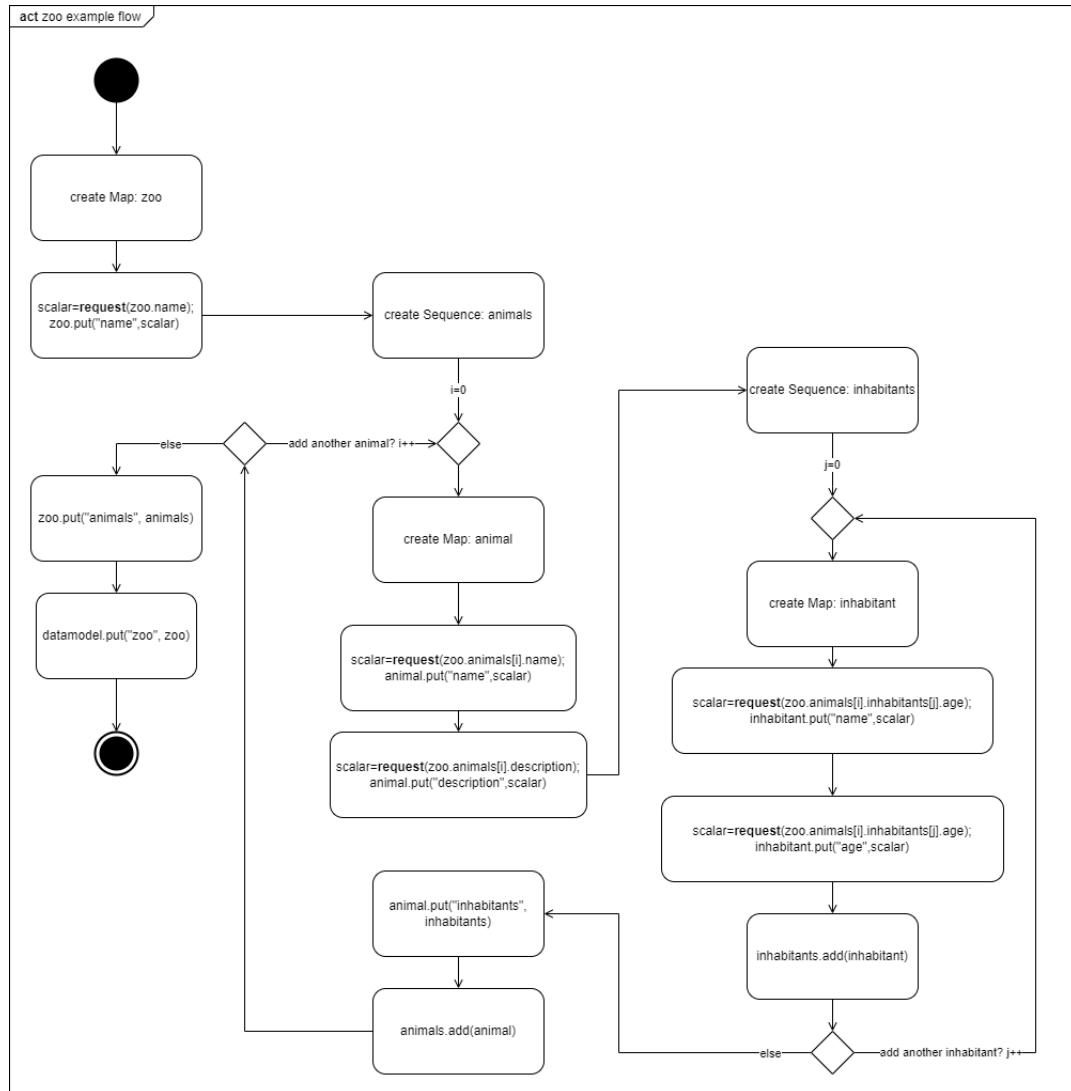 act zoo example flow
create Map: zoo
scalar=request(zoo.name);
zoo.put("name",scalar)
create Sequence: animals
i=0
add another animal? i++
else
zoo.put("animals", animals)
datamodel.put("zoo", zoo)
create Map: animal
scalar=request(zoo.animals[i].name);
animal.put("name",scalar)
scalar=request(zoo.animals[i].description);
animal.put("description",scalar)
create Sequence: inhabitants
j=0
create Map: inhabitant
scalar=request(zoo.animals[i].inhabitants[j].age);
inhabitant.put("name",scalar)
scalar=request(zoo.animals[i].inhabitants[j].age);
inhabitant.put("age",scalar)
inhabitants.add(inhabitant)
add another inhabitant? j++
else
animal.put("inhabitants",
inhabitants)
animals.add(animal)